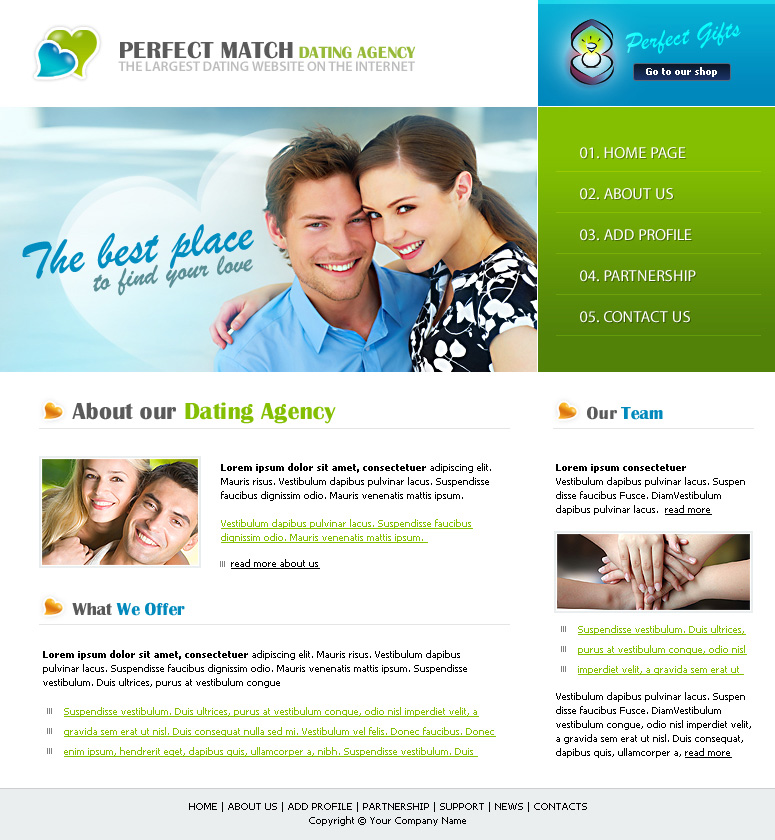 PERFECT MATCH DATING AGENCY
THE LARGEST DATING WEBSITE ON THE INTERNET
Perfect Gifts
Go to our shop
The best place
to find your love
01. HOME PAGE
02. ABOUT US
03. ADD PROFILE
04. PARTNERSHIP
05. CONTACT US
About our Dating Agency
Lorem ipsum dolor sit amet, consectetuer adipiscing elit.
Mauris risus. Vestibulum dapibus pulvinar lacus. Suspendisse
faucibus dignissim odio. Mauris venenatis mattis ipsum.
Vestibulum dapibus pulvinar lacus. Suspendisse faucibus
dignissim odio. Mauris venenatis mattis ipsum.
read more about us
What We Offer
Lorem ipsum dolor sit amet, consectetuer adipiscing elit. Mauris risus. Vestibulum dapibus
pulvinar lacus. Suspendisse faucibus dignissim odio. Mauris venenatis mattis ipsum. Suspendisse
vestibulum. Duis ultrices, purus at vestibulum congue
Suspendisse vestibulum. Duis ultrices, purus at vestibulum congue, odio nisl imperdiet velit, a
gravida sem erat ut nisl. Duis consequat nulla sed mi. Vestibulum vel felis. Donec faucibus. Donec
enim ipsum, hendrerit eget, dapibus quis, ullamcorper a, nibh. Suspendisse vestibulum. Duis
Our Team
Lorem ipsum consectetuer
Vestibulum dapibus pulvinar lacus. Suspen
disse faucibus Fusce. DiamVestibulum
dapibus pulvinar lacus. read more
Suspendisse vestibulum. Duis ultrices,
purus at vestibulum congue, odio nisl
imperdiet velit, a gravida sem erat ut
Vestibulum dapibus pulvinar lacus. Suspen
disse faucibus Fusce. DiamVestibulum
vestibulum congue, odio nisl imperdiet velit,
a gravida sem erat ut nisl. Duis consequat,
dapibus quis, ullamcorper a, read more
HOME | ABOUT US | ADD PROFILE | PARTNERSHIP | SUPPORT | NEWS | CONTACTS
Copyright © Your Company Name